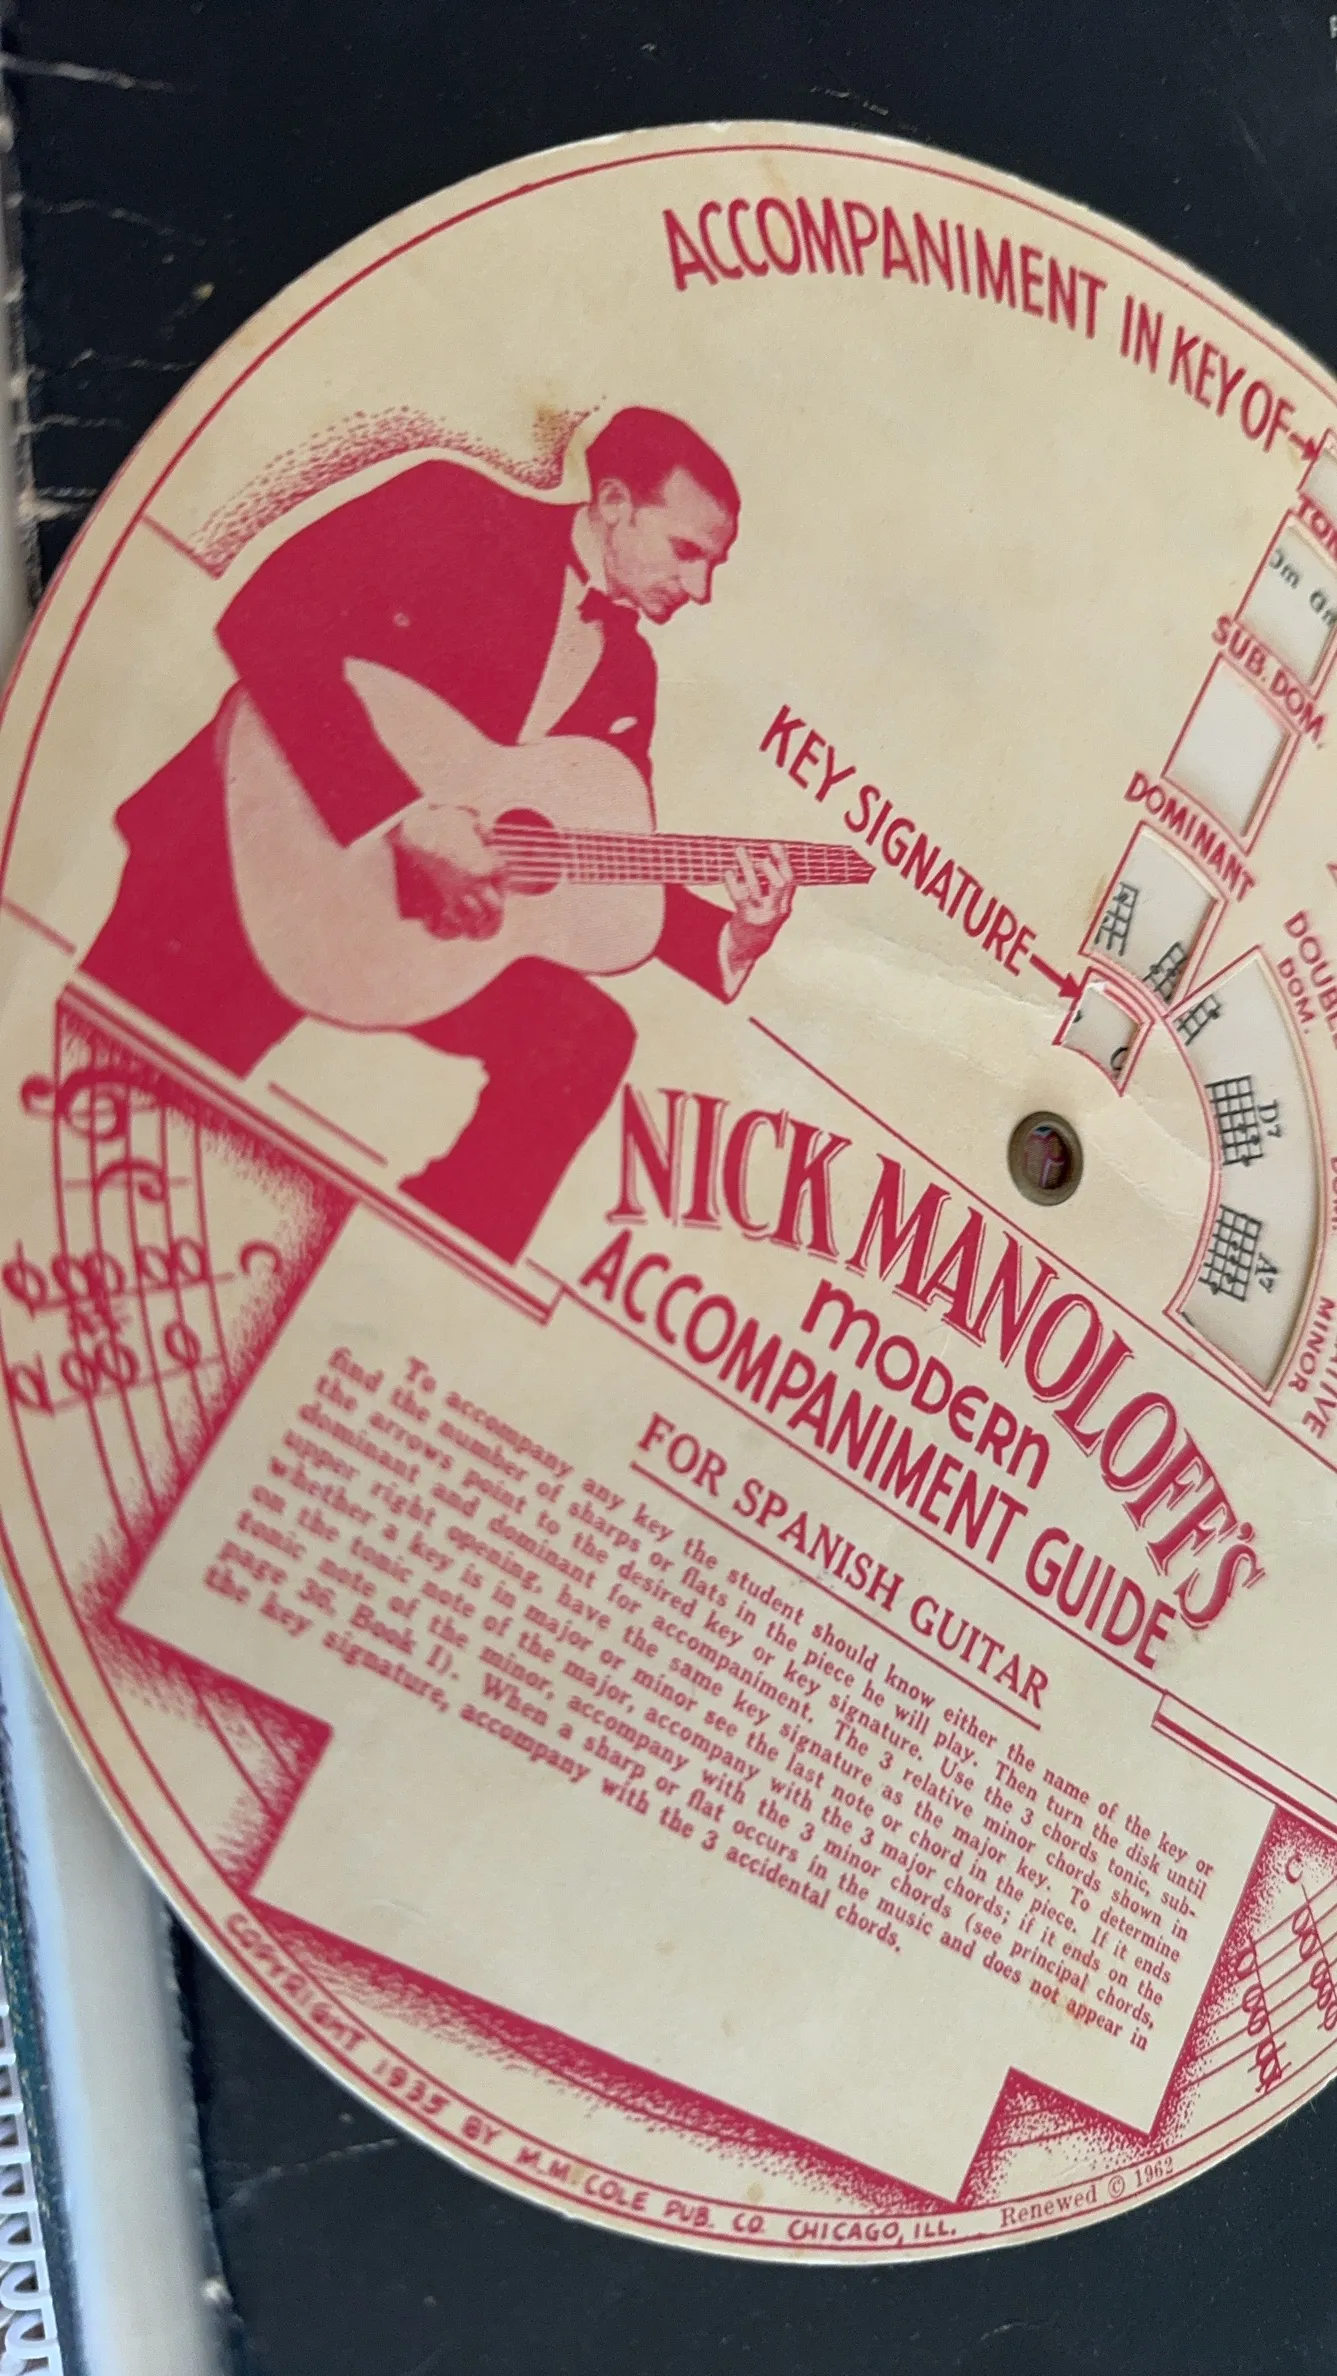 ACCOMPANIMENT IN KEY OF
SUB. DOM.
DOMINANT
DOUBLE
DOM.
KEY SIGNATURE
D7
A7
MINOR
NICK MANOLOFF'S
MODERN
ACCOMPANIMENT GUIDE
FOR SPANISH GUITAR
To accompany any key the student should know either the name of the key or
find the number of sharps or flats in the piece he will play. Then turn the disk until
the arrows point to the desired key or key signature. Use the 3 chords tonic, sub-
dominant and dominant for accompaniment. The 3 relative minor chords shown in
upper right opening, have the same key signature as the major key. To determine
whether a key is in major or minor see the last note or chord in the piece. If it ends
on the tonic note of the major, accompany with the 3 major chords; if it ends on the
tonic note of the minor, accompany with the 3 minor chords (see principal chords,
page 36, Book I). When a sharp or flat occurs in the music and does not appear in
the key signature, accompany with the 3 accidental chords.
COPYRIGHT 1935 BY M.M. COLE PUB. CO. CHICAGO, ILL.
Renewed © 1962